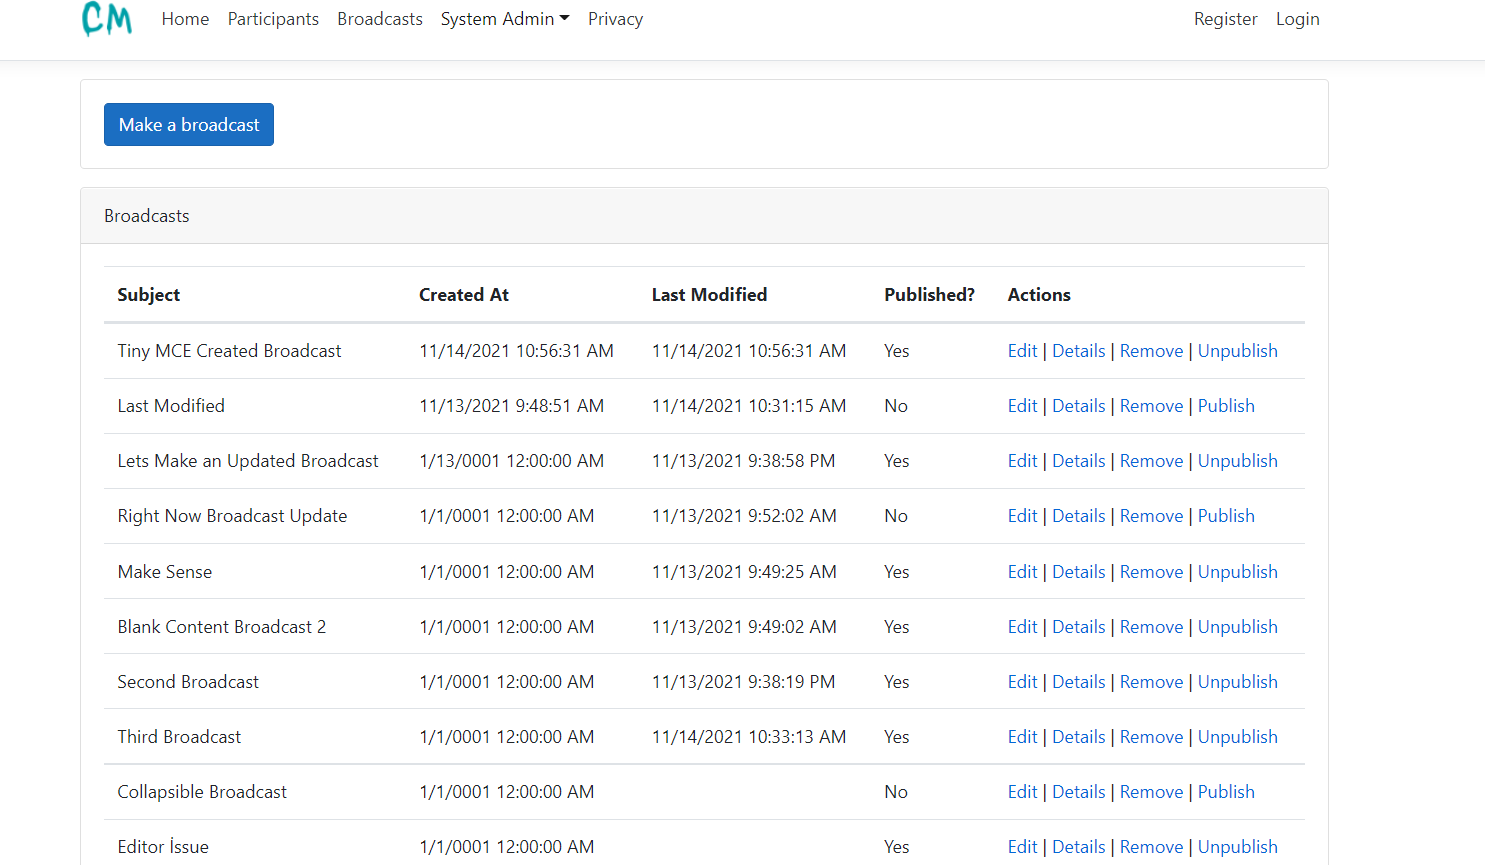 CM Home Participants Broadcasts System Admin Privacy Register Login
Make a broadcast
Broadcasts
Subject Created At Last Modified Published? Actions
Tiny MCE Created Broadcast 11/14/2021 10:56:31 AM 11/14/2021 10:56:31 AM Yes Edit | Details | Remove | Unpublish
Last Modified 11/13/2021 9:48:51 AM 11/14/2021 10:31:15 AM No Edit | Details | Remove | Publish
Lets Make an Updated Broadcast 1/13/0001 12:00:00 AM 11/13/2021 9:38:58 PM Yes Edit | Details | Remove | Unpublish
Right Now Broadcast Update 1/1/0001 12:00:00 AM 11/13/2021 9:52:02 AM No Edit | Details | Remove | Publish
Make Sense 1/1/0001 12:00:00 AM 11/13/2021 9:49:25 AM Yes Edit | Details | Remove | Unpublish
Blank Content Broadcast 2 1/1/0001 12:00:00 AM 11/13/2021 9:49:02 AM Yes Edit | Details | Remove | Unpublish
Second Broadcast 1/1/0001 12:00:00 AM 11/13/2021 9:38:19 PM Yes Edit | Details | Remove | Unpublish
Third Broadcast 1/1/0001 12:00:00 AM 11/14/2021 10:33:13 AM Yes Edit | Details | Remove | Unpublish
Collapsible Broadcast 1/1/0001 12:00:00 AM No Edit | Details | Remove | Publish
Editor İssue 1/1/0001 12:00:00 AM Yes Edit | Details | Remove | Unpublish